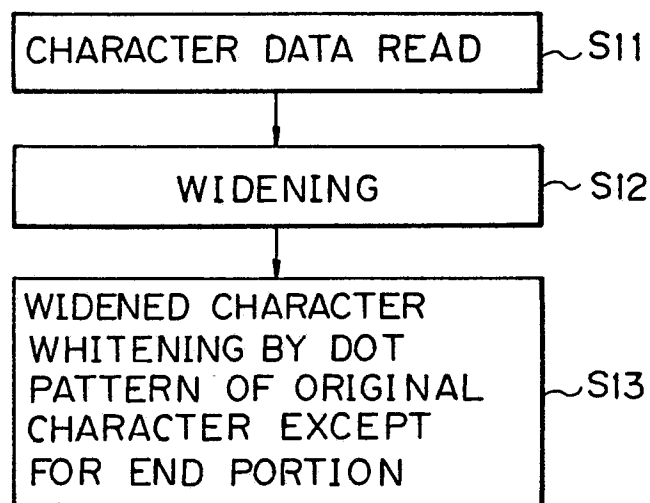 CHARACTER DATA READ
S11
WIDENING
S12
WIDENED CHARACTER
WHITENING BY DOT
PATTERN OF ORIGINAL
CHARACTER EXCEPT
FOR END PORTION
S13